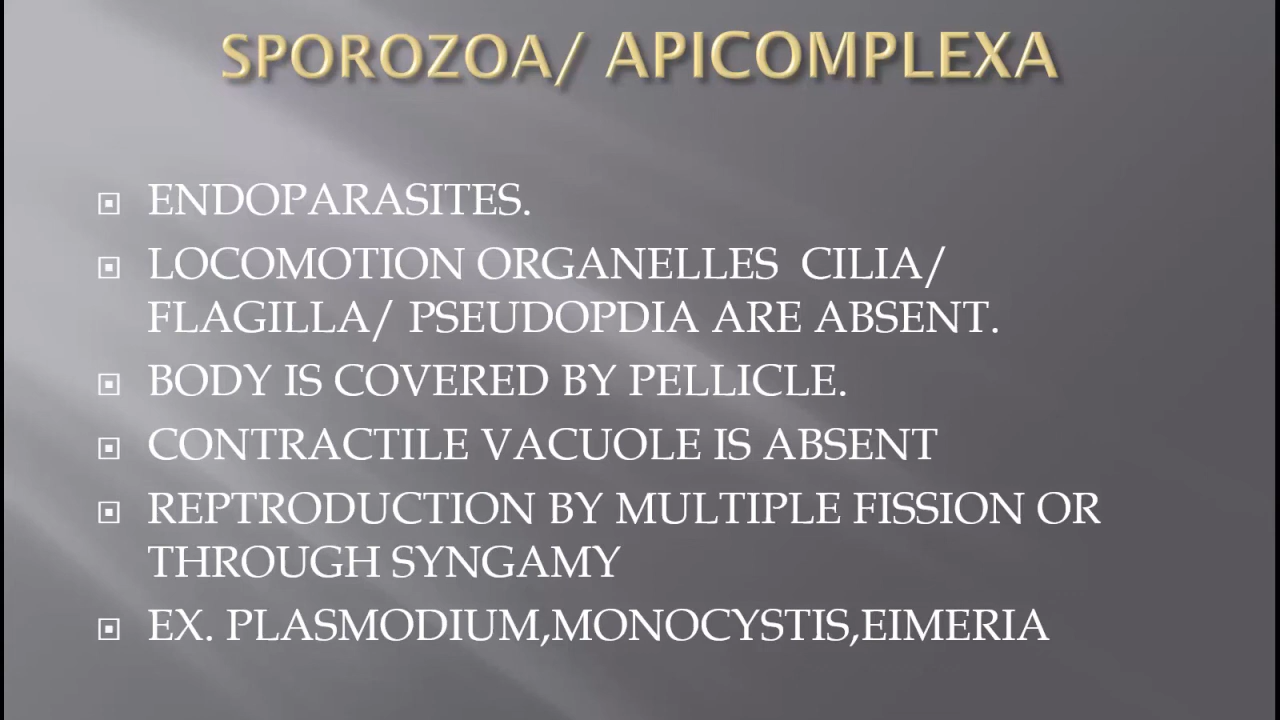 SPOROZOA/ APICOMPLEXA
ENDOPARASITES.
LOCOMOTION ORGANELLES CILIA/
FLAGILLA/ PSEUDOPDIA ARE ABSENT.
BODY IS COVERED BY PELLICLE.
CONTRACTILE VACUOLE IS ABSENT
REPTRODUCTION BY MULTIPLE FISSION OR
THROUGH SYNGAMY
EX. PLASMODIUM,MONOCYSTIS,EIMERIA